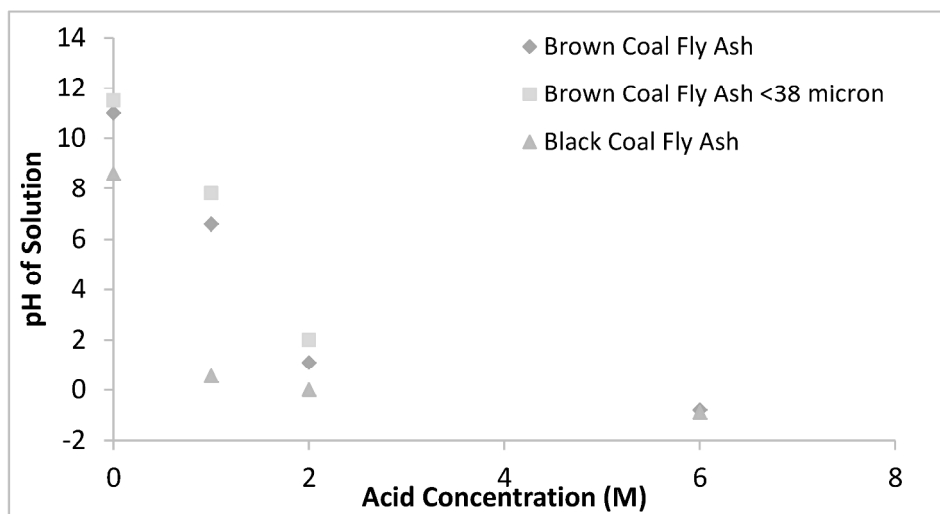 14
12
10
8
6
4
2
0
-2
pH of Solution
Brown Coal Fly Ash
Brown Coal Fly Ash <38 micron
Black Coal Fly Ash
0 2 4 6 8
Acid Concentration (M)